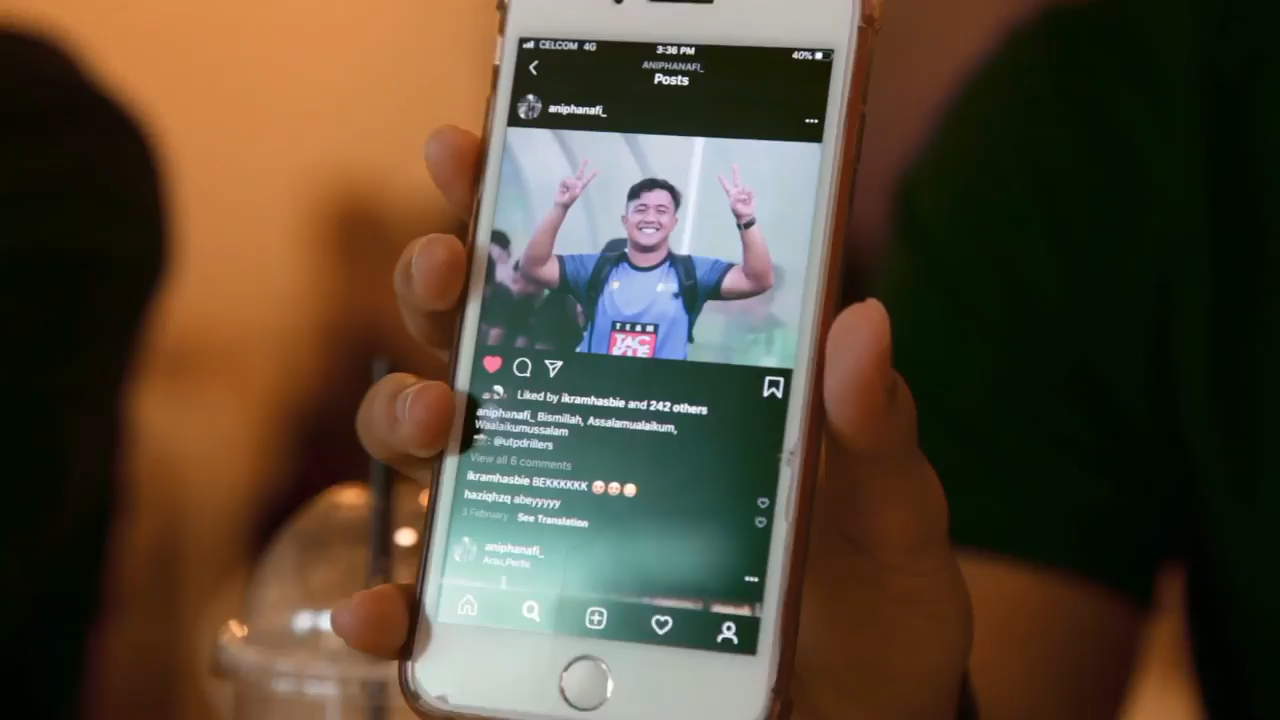 CELCOM 4G
3:36 PM
40%
ANIPHANAFI_
Posts
aniphanafi_
TEAM
TAC
KLE
Liked by ikramhasbie and 242 others
aniphanafi_ Bismillah, Assalamualaikum,
Waalaikumussalam
: @utpdrillers
View all 6 comments
ikramhasbie BEKKKKKK
haziqhzq abeyyyyy
3 February See Translation
aniphanafi_
Arau,Perlis